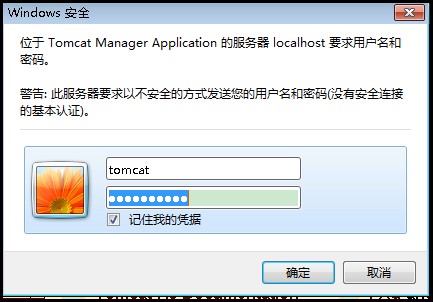 Windows 安全
位于 Tomcat Manager Application 的服务器 localhost 要求用户名和
密码。
警告: 此服务器要求以不安全的方式发送您的用户名和密码(没有安全连接
的基本认证)。
tomcat
●●●●●●●●●●
记住我的凭据
确定
取消